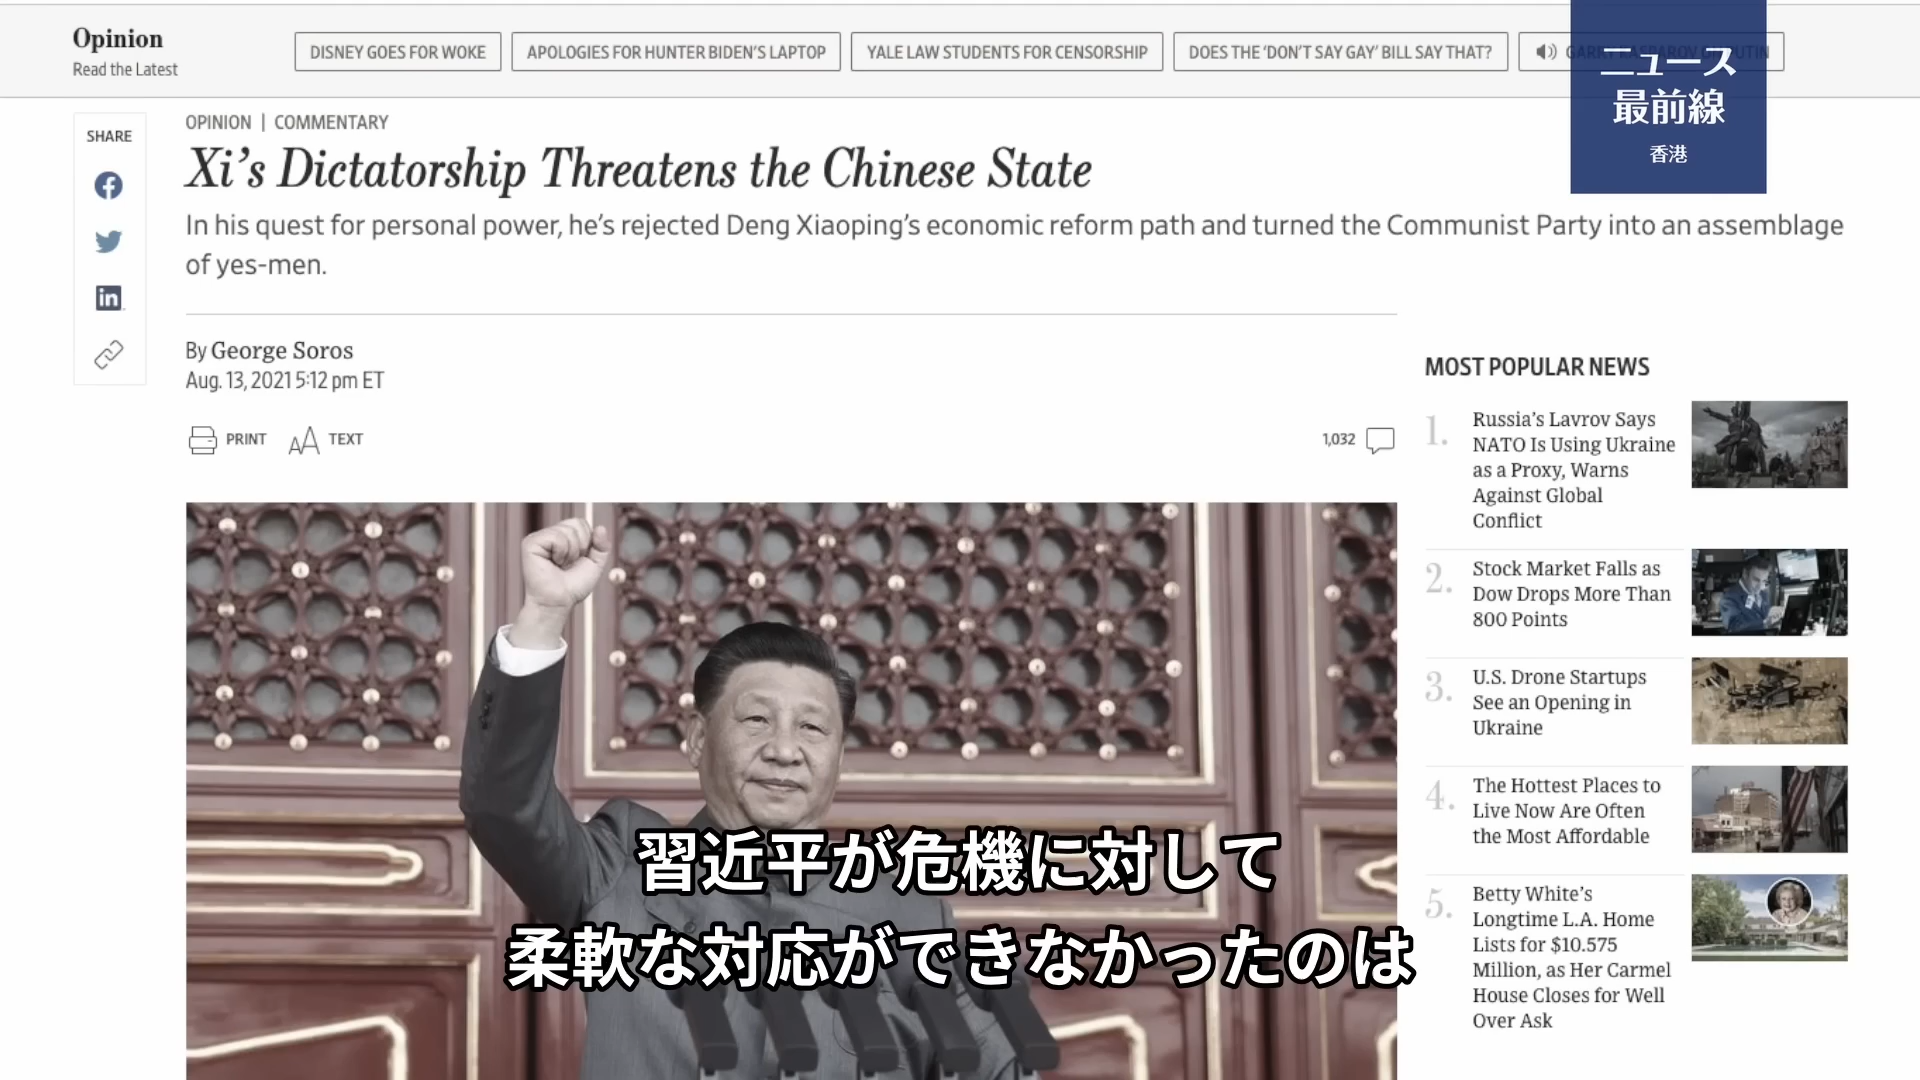 Opinion
Read the Latest
DISNEY GOES FOR WOKE
APOLOGIES FOR HUNTER BIDEN'S LAPTOP
YALE LAW STUDENTS FOR CENSORSHIP
DOES THE 'DON'T SAY GAY' BILL SAY THAT?
ニュース
最前線
香港
SHARE
OPINION | COMMENTARY
Xi's Dictatorship Threatens the Chinese State
In his quest for personal power, he's rejected Deng Xiaoping's economic reform path and turned the Communist Party into an assemblage
of yes-men.
By George Soros
Aug. 13, 2021 5:12 pm ET
PRINT
TEXT
1,032
MOST POPULAR NEWS
1.
Russia's Lavrov Says
NATO Is Using Ukraine
as a Proxy, Warns
Against Global
Conflict
2.
Stock Market Falls as
Dow Drops More Than
800 Points
3.
U.S. Drone Startups
See an Opening in
Ukraine
4.
The Hottest Places to
Live Now Are Often
the Most Affordable
5.
Betty White's
Longtime L.A. Home
Lists for $10.575
Million, as Her Carmel
House Closes for Well
Over Ask
習近平が危機に対して
柔軟な対応ができなかったのは